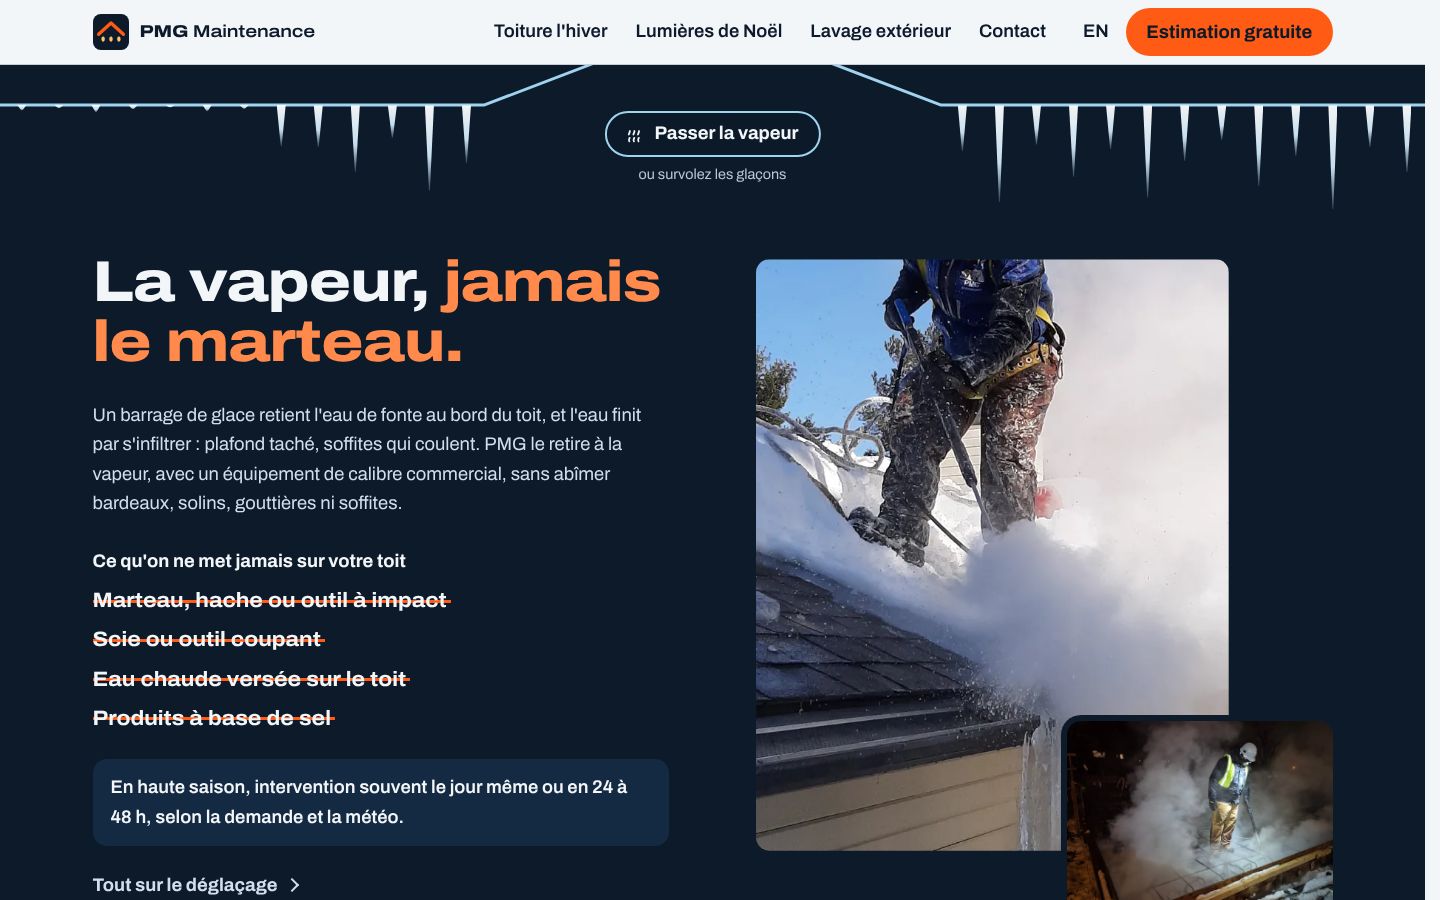 PMG Maintenance
Toiture l'hiver
Lumières de Noël
Lavage extérieur
Contact
EN
Estimation gratuite
Passer la vapeur
ou survolez les glaçons
La vapeur, jamais
le marteau.
Un barrage de glace retient l'eau de fonte au bord du toit, et l'eau finit
par s'infiltrer : plafond taché, soffites qui coulent. PMG le retire à la
vapeur, avec un équipement de calibre commercial, sans abîmer
bardeaux, solins, gouttières ni soffites.
Ce qu'on ne met jamais sur votre toit
Marteau, hache ou outil à impact
Scie ou outil coupant
Eau chaude versée sur le toit
Produits à base de sel
En haute saison, intervention souvent le jour même ou en 24 à
48 h, selon la demande et la météo.
Tout sur le déglaçage
PMG